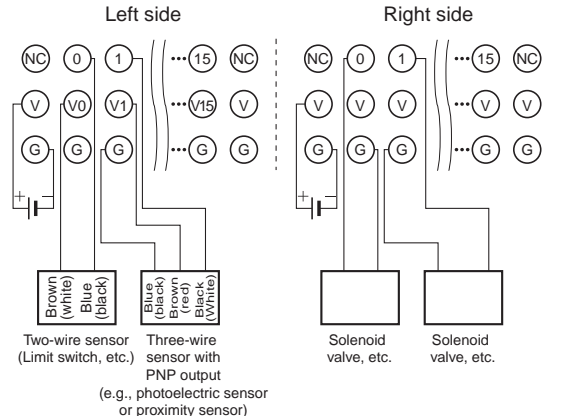 Left side
Right side
NC 0 1 ···15 NC
NC 0 1 ···15 NC
V V0 V1 ···V15 V
V V V ···V V
G G G ···G G
G G G ···G G
+ −
+ −
Brown
(white)
Blue
(black)
Blue
(black)
Brown
(red)
Black
(White)
Two-wire sensor
(Limit switch, etc.)
Three-wire
sensor with
PNP output
(e.g., photoelectric sensor
or proximity sensor)
Solenoid
valve, etc.
Solenoid
valve, etc.